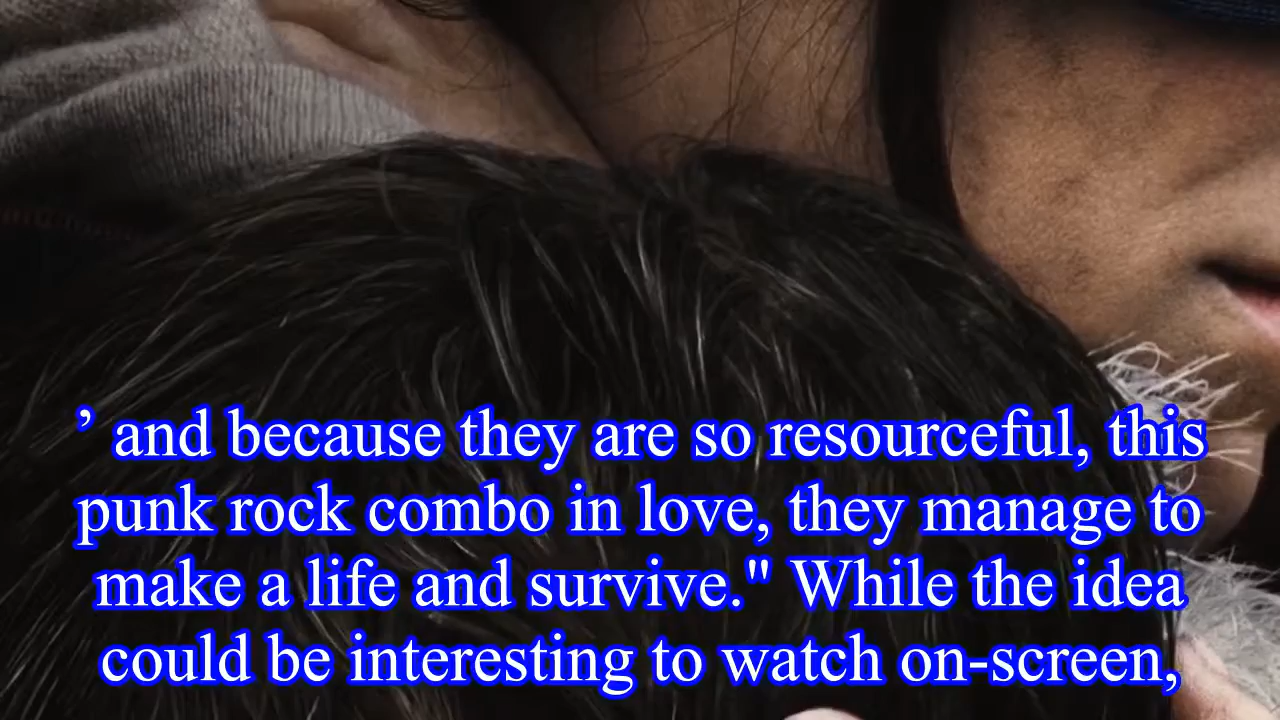 ’ and because they are so resourceful, this
punk rock combo in love, they manage to
make a life and survive." While the idea
could be interesting to watch on-screen,